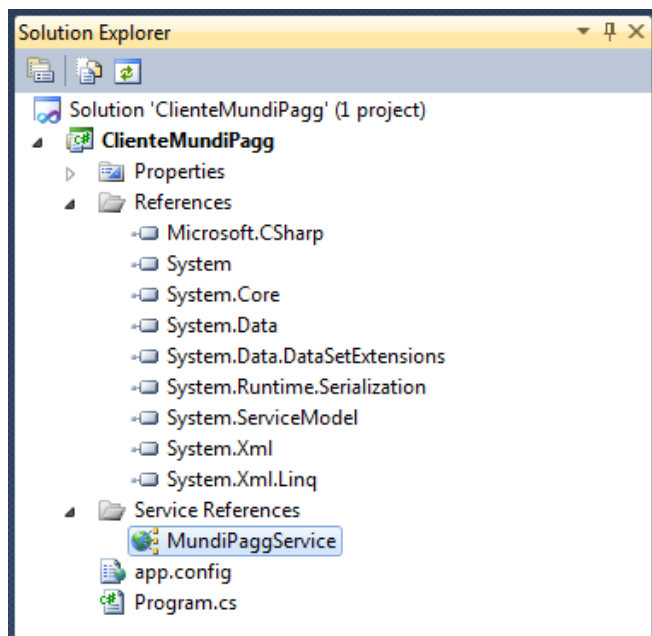 Solution Explorer
Solution 'ClienteMundiPagg' (1 project)
ClienteMundiPagg
Properties
References
Microsoft.CSharp
System
System.Core
System.Data
System.Data.DataSetExtensions
System.Runtime.Serialization
System.ServiceModel
System.Xml
System.Xml.Linq
Service References
MundiPaggService
app.config
Program.cs